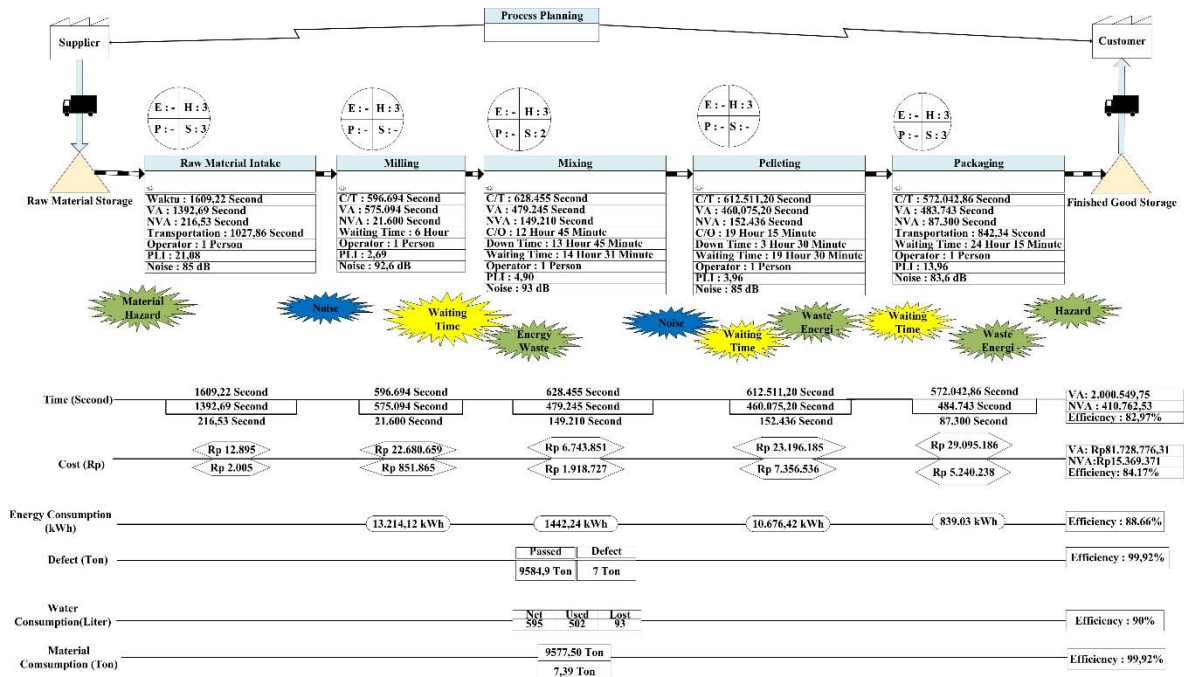 Process Planning
Supplier
Customer
E : - H : 3
P : - S : 3
E : - H : 3
P : - S : -
E : - H : 3
P : - S : 2
E : - H : 3
P : - S : -
E : - H : 3
P : - S : 3
Raw Material Storage
Raw Material Intake
Waktu : 1609,22 Second
VA : 1392,69 Second
NVA : 216,53 Second
Transportation : 1027,86 Second
Operator : 1 Person
PLI : 21,08
Noise : 85 dB
Milling
C/T : 596.694 Second
VA : 575.094 Second
NVA : 21.600 Second
Waiting Time : 6 Hour
Operator : 1 Person
PLI : 2,69
Noise : 92,6 dB
Mixing
C/T : 628.455 Second
VA : 479.245 Second
NVA : 149.210 Second
C/O : 12 Hour 45 Minute
Down Time : 13 Hour 45 Minute
Waiting Time : 14 Hour 31 Minute
Operator : 1 Person
PLI : 4,90
Noise : 93 dB
Pelleting
C/T : 612.511,20 Second
VA : 460,075,20 Second
NVA : 152.436 Second
C/O : 19 Hour 15 Minute
Down Time : 3 Hour 30 Minute
Waiting Time : 19 Hour 30 Minute
Operator : 1 Person
PLI : 3,96
Noise : 85 dB
Packaging
C/T : 572.042,86 Second
VA : 483.743 Second
NVA : 87.300 Second
Transportation : 842,34 Second
Waiting Time : 24 Hour 15 Minute
Operator : 1 Person
PLI : 13,96
Noise : 83,6 dB
Finished Good Storage
Material
Hazard
Noise
Waiting
Time
Energy
Waste
Noise
Waiting
Time
Waste
Energi
Waiting
Time
Waste
Energi
Hazard
Time (Second)
1609,22 Second
1392,69 Second
216,53 Second
596.694 Second
575.094 Second
21.600 Second
628.455 Second
479.245 Second
149.210 Second
612.511,20 Second
460.075,20 Second
152.436 Second
572.042,86 Second
484.743 Second
87.300 Second
VA: 2.000.549,75
NVA : 410.762,53
Efficiency : 82,97%
Cost (Rp)
Rp 12.895
Rp 2.005
Rp 22.680.659
Rp 851.865
Rp 6.743.851
Rp 1.918.727
Rp 23.196.185
Rp 7.356.536
Rp 29.095.186
Rp 5.240.238
VA: Rp81.728.776,31
NVA:Rp15.369.371
Efficiency: 84.17%
Energy Consumption
(kWh)
13.214,12 kWh
1442,24 kWh
10.676,42 kWh
839.03 kWh
Efficiency : 88.66%
Defect (Ton)
Passed Defect
9584,9 Ton 7 Ton
Efficiency : 99,92%
Water
Consumption(Liter)
Net Used Lost
595 502 93
Efficiency : 90%
Material
Comsumption (Ton)
9577,50 Ton
7,39 Ton
Efficiency : 99,92%